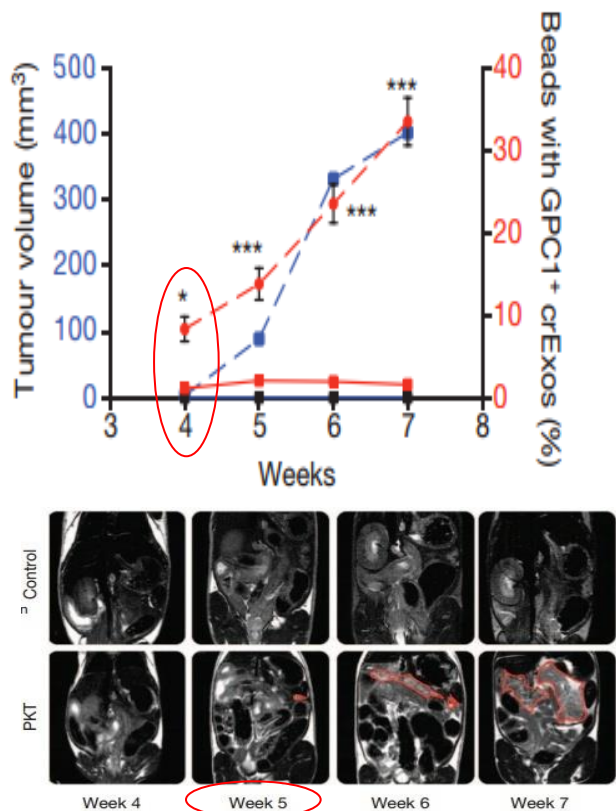 Tumour volume (mm³)
500
400
300
200
100
0
Beads with GPC1⁺ crExos (%)
40
30
20
10
0
*
***
***
***
3
4
5
6
7
8
Weeks
Control
PKT
Week 4
Week 5
Week 6
Week 7